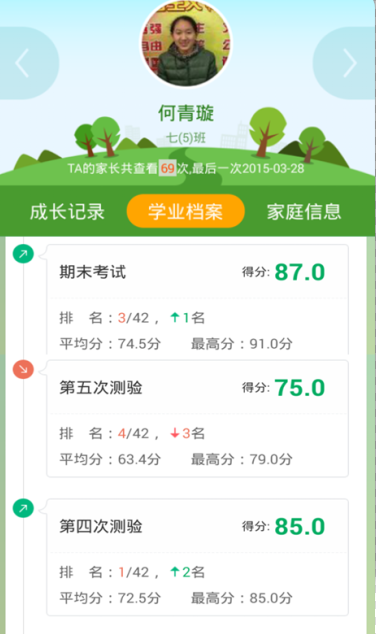 何青璇
七(5)班
TA的家长共查看69次,最后一次2015-03-28
成长记录 学业档案 家庭信息
期末考试 得分: 87.0
排 名：3/42 ， 1名
平均分：74.5分 最高分：91.0分
第五次测验 得分: 75.0
排 名：4/42 ， 3名
平均分：63.4分 最高分：79.0分
第四次测验 得分: 85.0
排 名：1/42 ， 2名
平均分：72.5分 最高分：85.0分